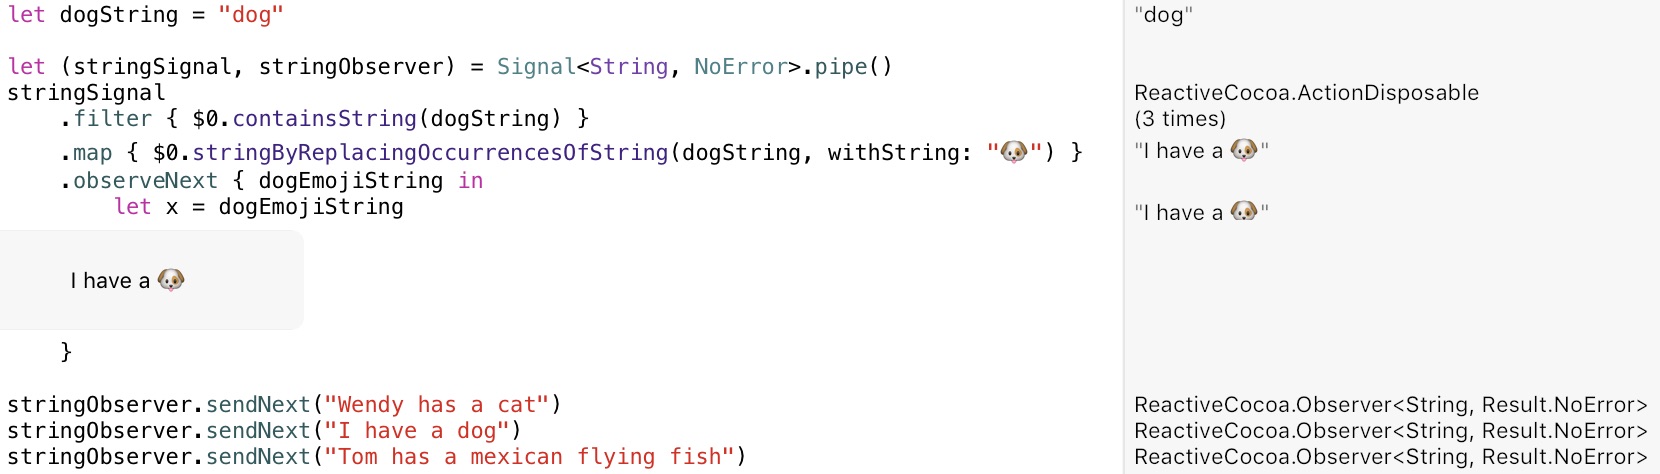 let dogString = "dog"
"dog"
let (stringSignal, stringObserver) = Signal<String, NoError>.pipe()
stringSignal
ReactiveCocoa.ActionDisposable
.filter { $0.containsString(dogString) }
(3 times)
.map { $0.stringByReplacingOccurrencesOfString(dogString, withString: "🐶") }
"I have a 🐶"
.observeNext { dogEmojiString in
let x = dogEmojiString
"I have a 🐶"
I have a 🐶
}
stringObserver.sendNext("Wendy has a cat")
ReactiveCocoa.Observer<String, Result.NoError>
stringObserver.sendNext("I have a dog")
ReactiveCocoa.Observer<String, Result.NoError>
stringObserver.sendNext("Tom has a mexican flying fish")
ReactiveCocoa.Observer<String, Result.NoError>